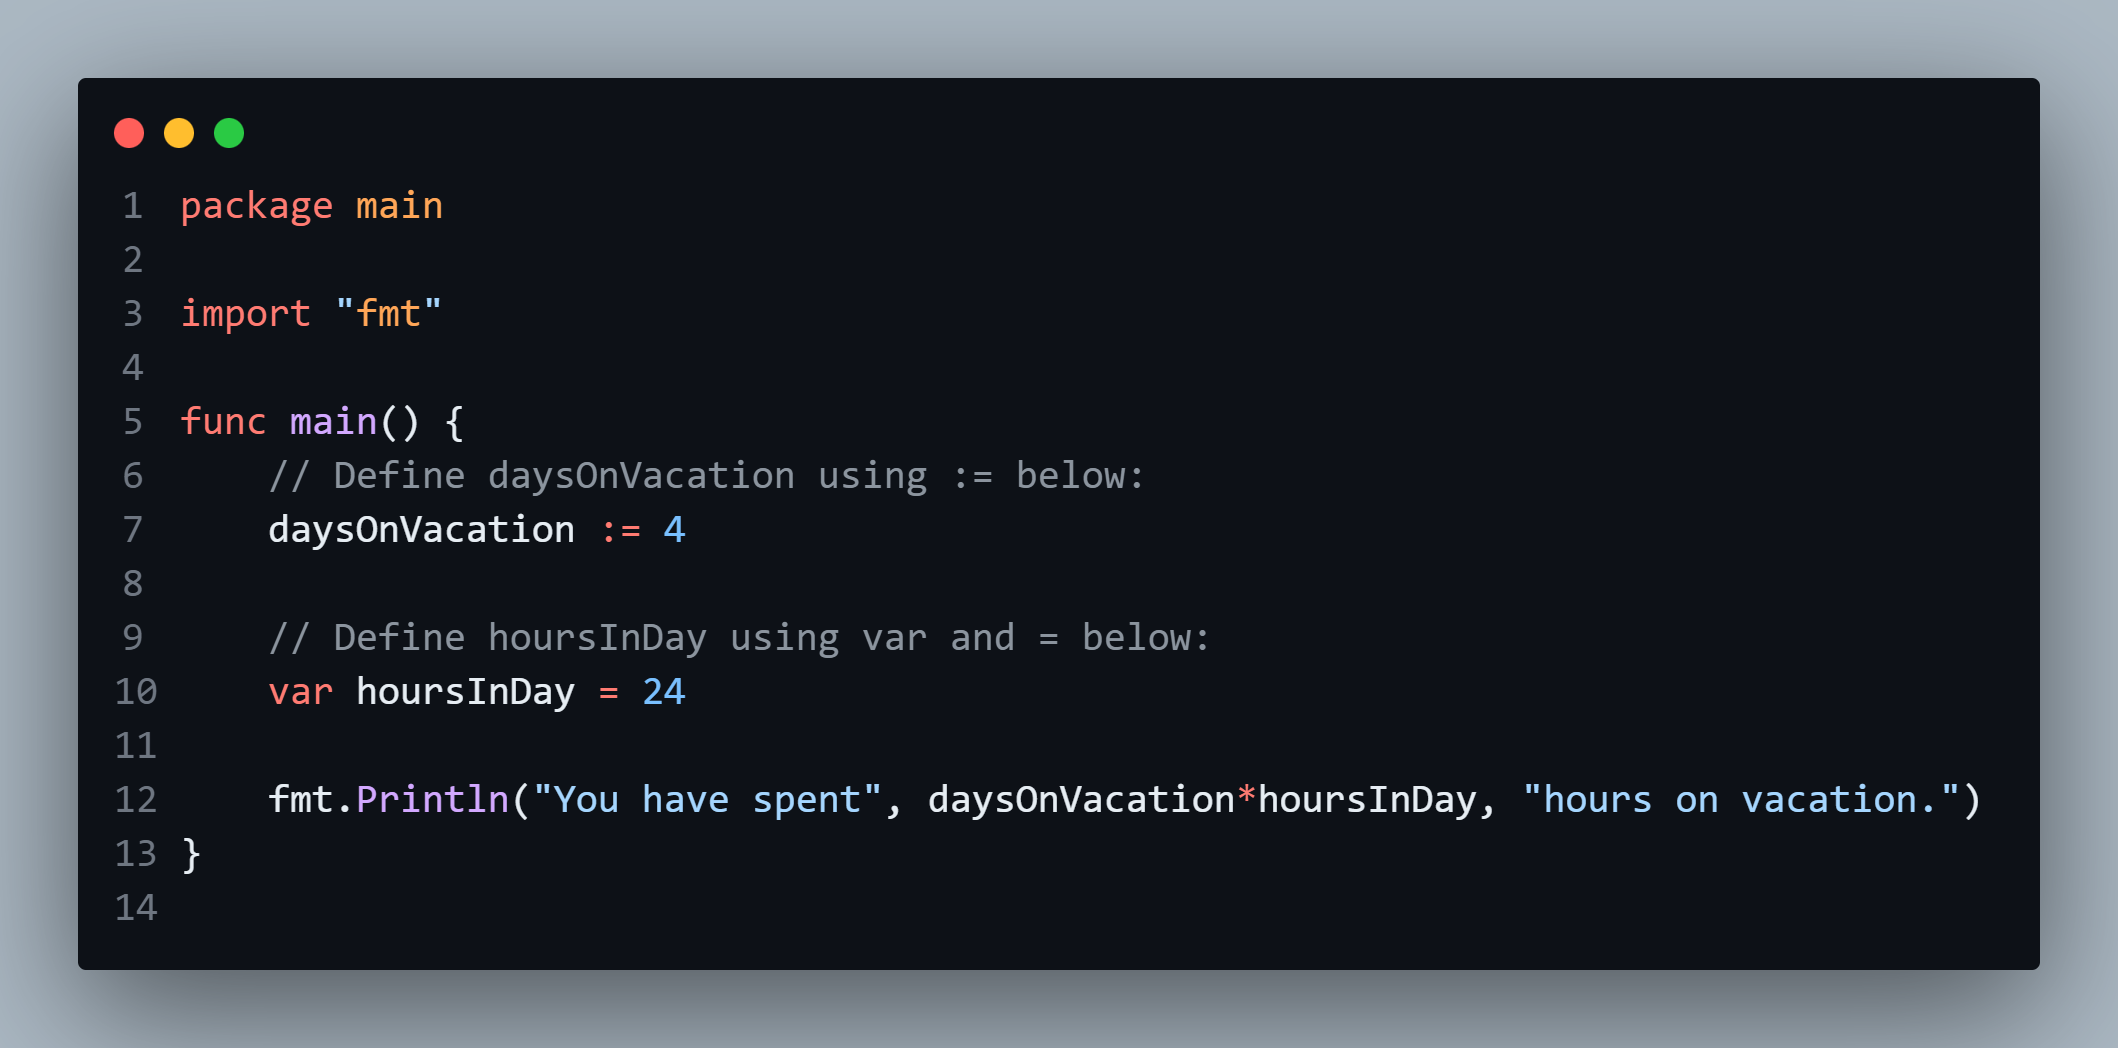 1 package main
2
3 import "fmt"
4
5 func main() {
6     // Define daysOnVacation using := below:
7     daysOnVacation := 4
8
9     // Define hoursInDay using var and = below:
10     var hoursInDay = 24
11
12     fmt.Println("You have spent", daysOnVacation*hoursInDay, "hours on vacation.")
13 }
14